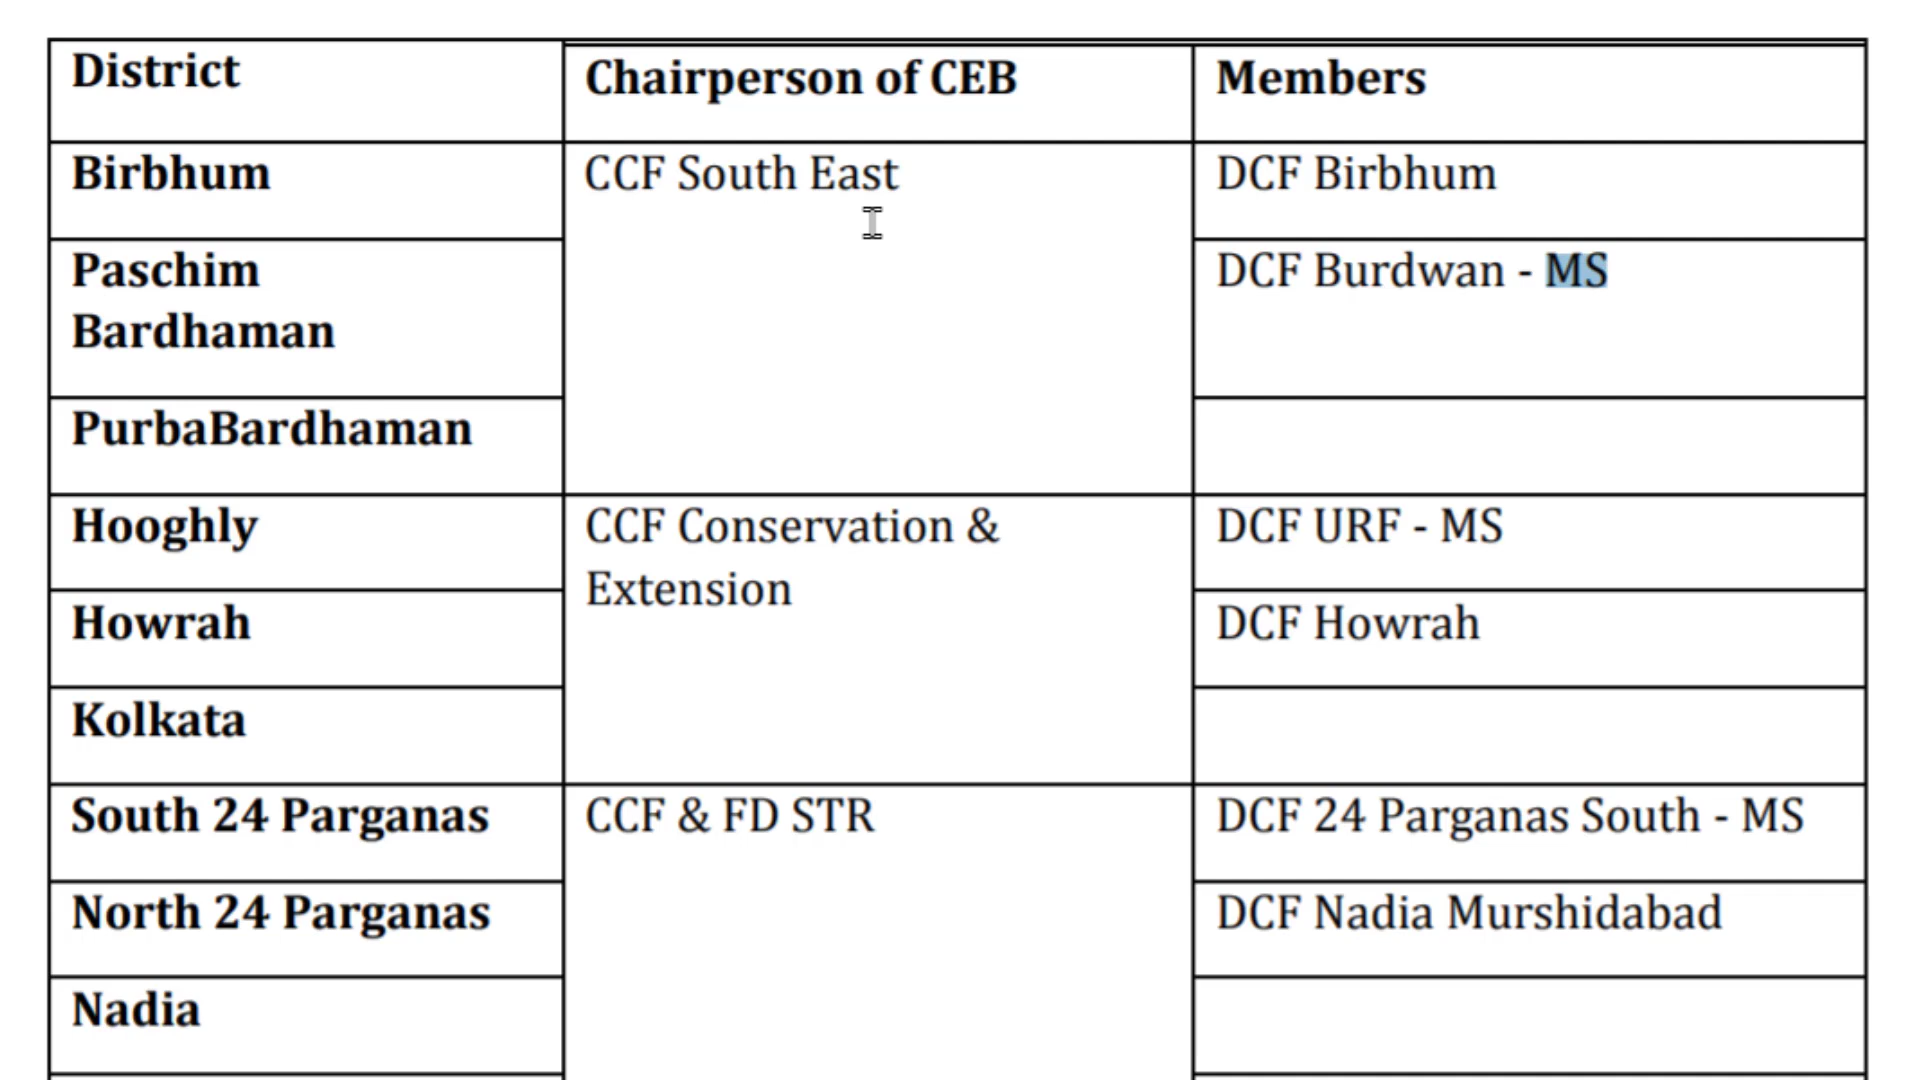 District
Chairperson of CEB
Members
Birbhum
CCF South East
DCF Birbhum
Paschim
Bardhaman
DCF Burdwan - MS
PurbaBardhaman
Hooghly
CCF Conservation &
Extension
DCF URF - MS
Howrah
DCF Howrah
Kolkata
South 24 Parganas
CCF & FD STR
DCF 24 Parganas South - MS
North 24 Parganas
DCF Nadia Murshidabad
Nadia